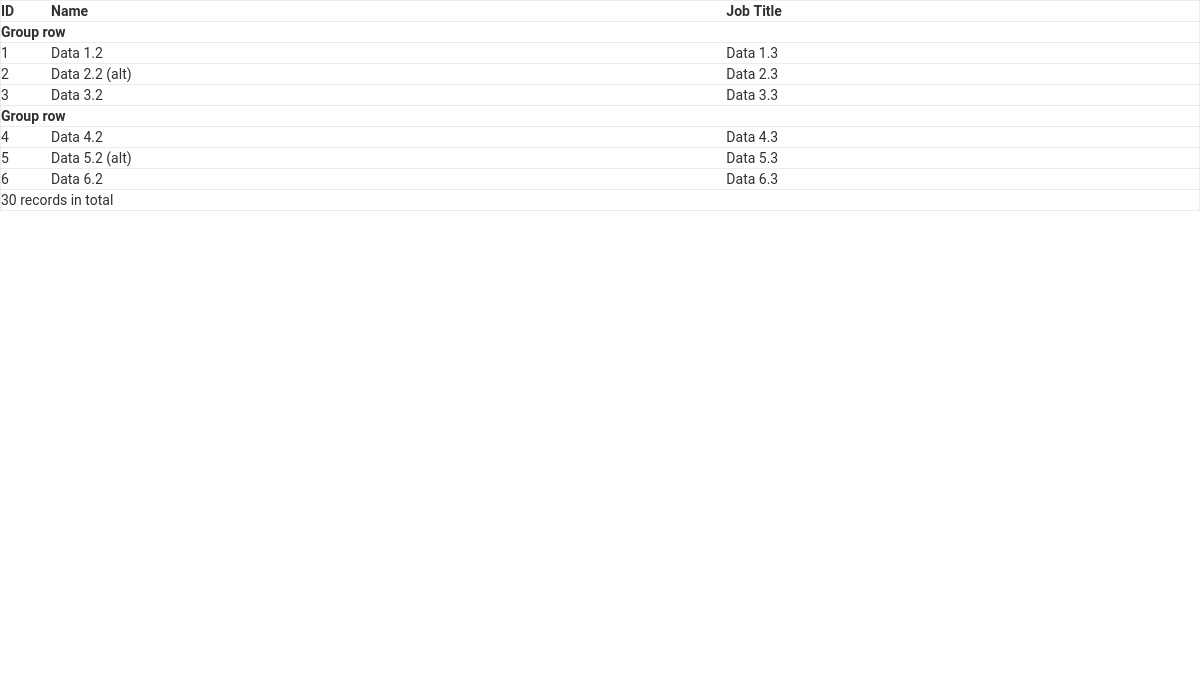 ID Name Job Title
Group row
1 Data 1.2 Data 1.3
2 Data 2.2 (alt) Data 2.3
3 Data 3.2 Data 3.3
Group row
4 Data 4.2 Data 4.3
5 Data 5.2 (alt) Data 5.3
6 Data 6.2 Data 6.3
30 records in total